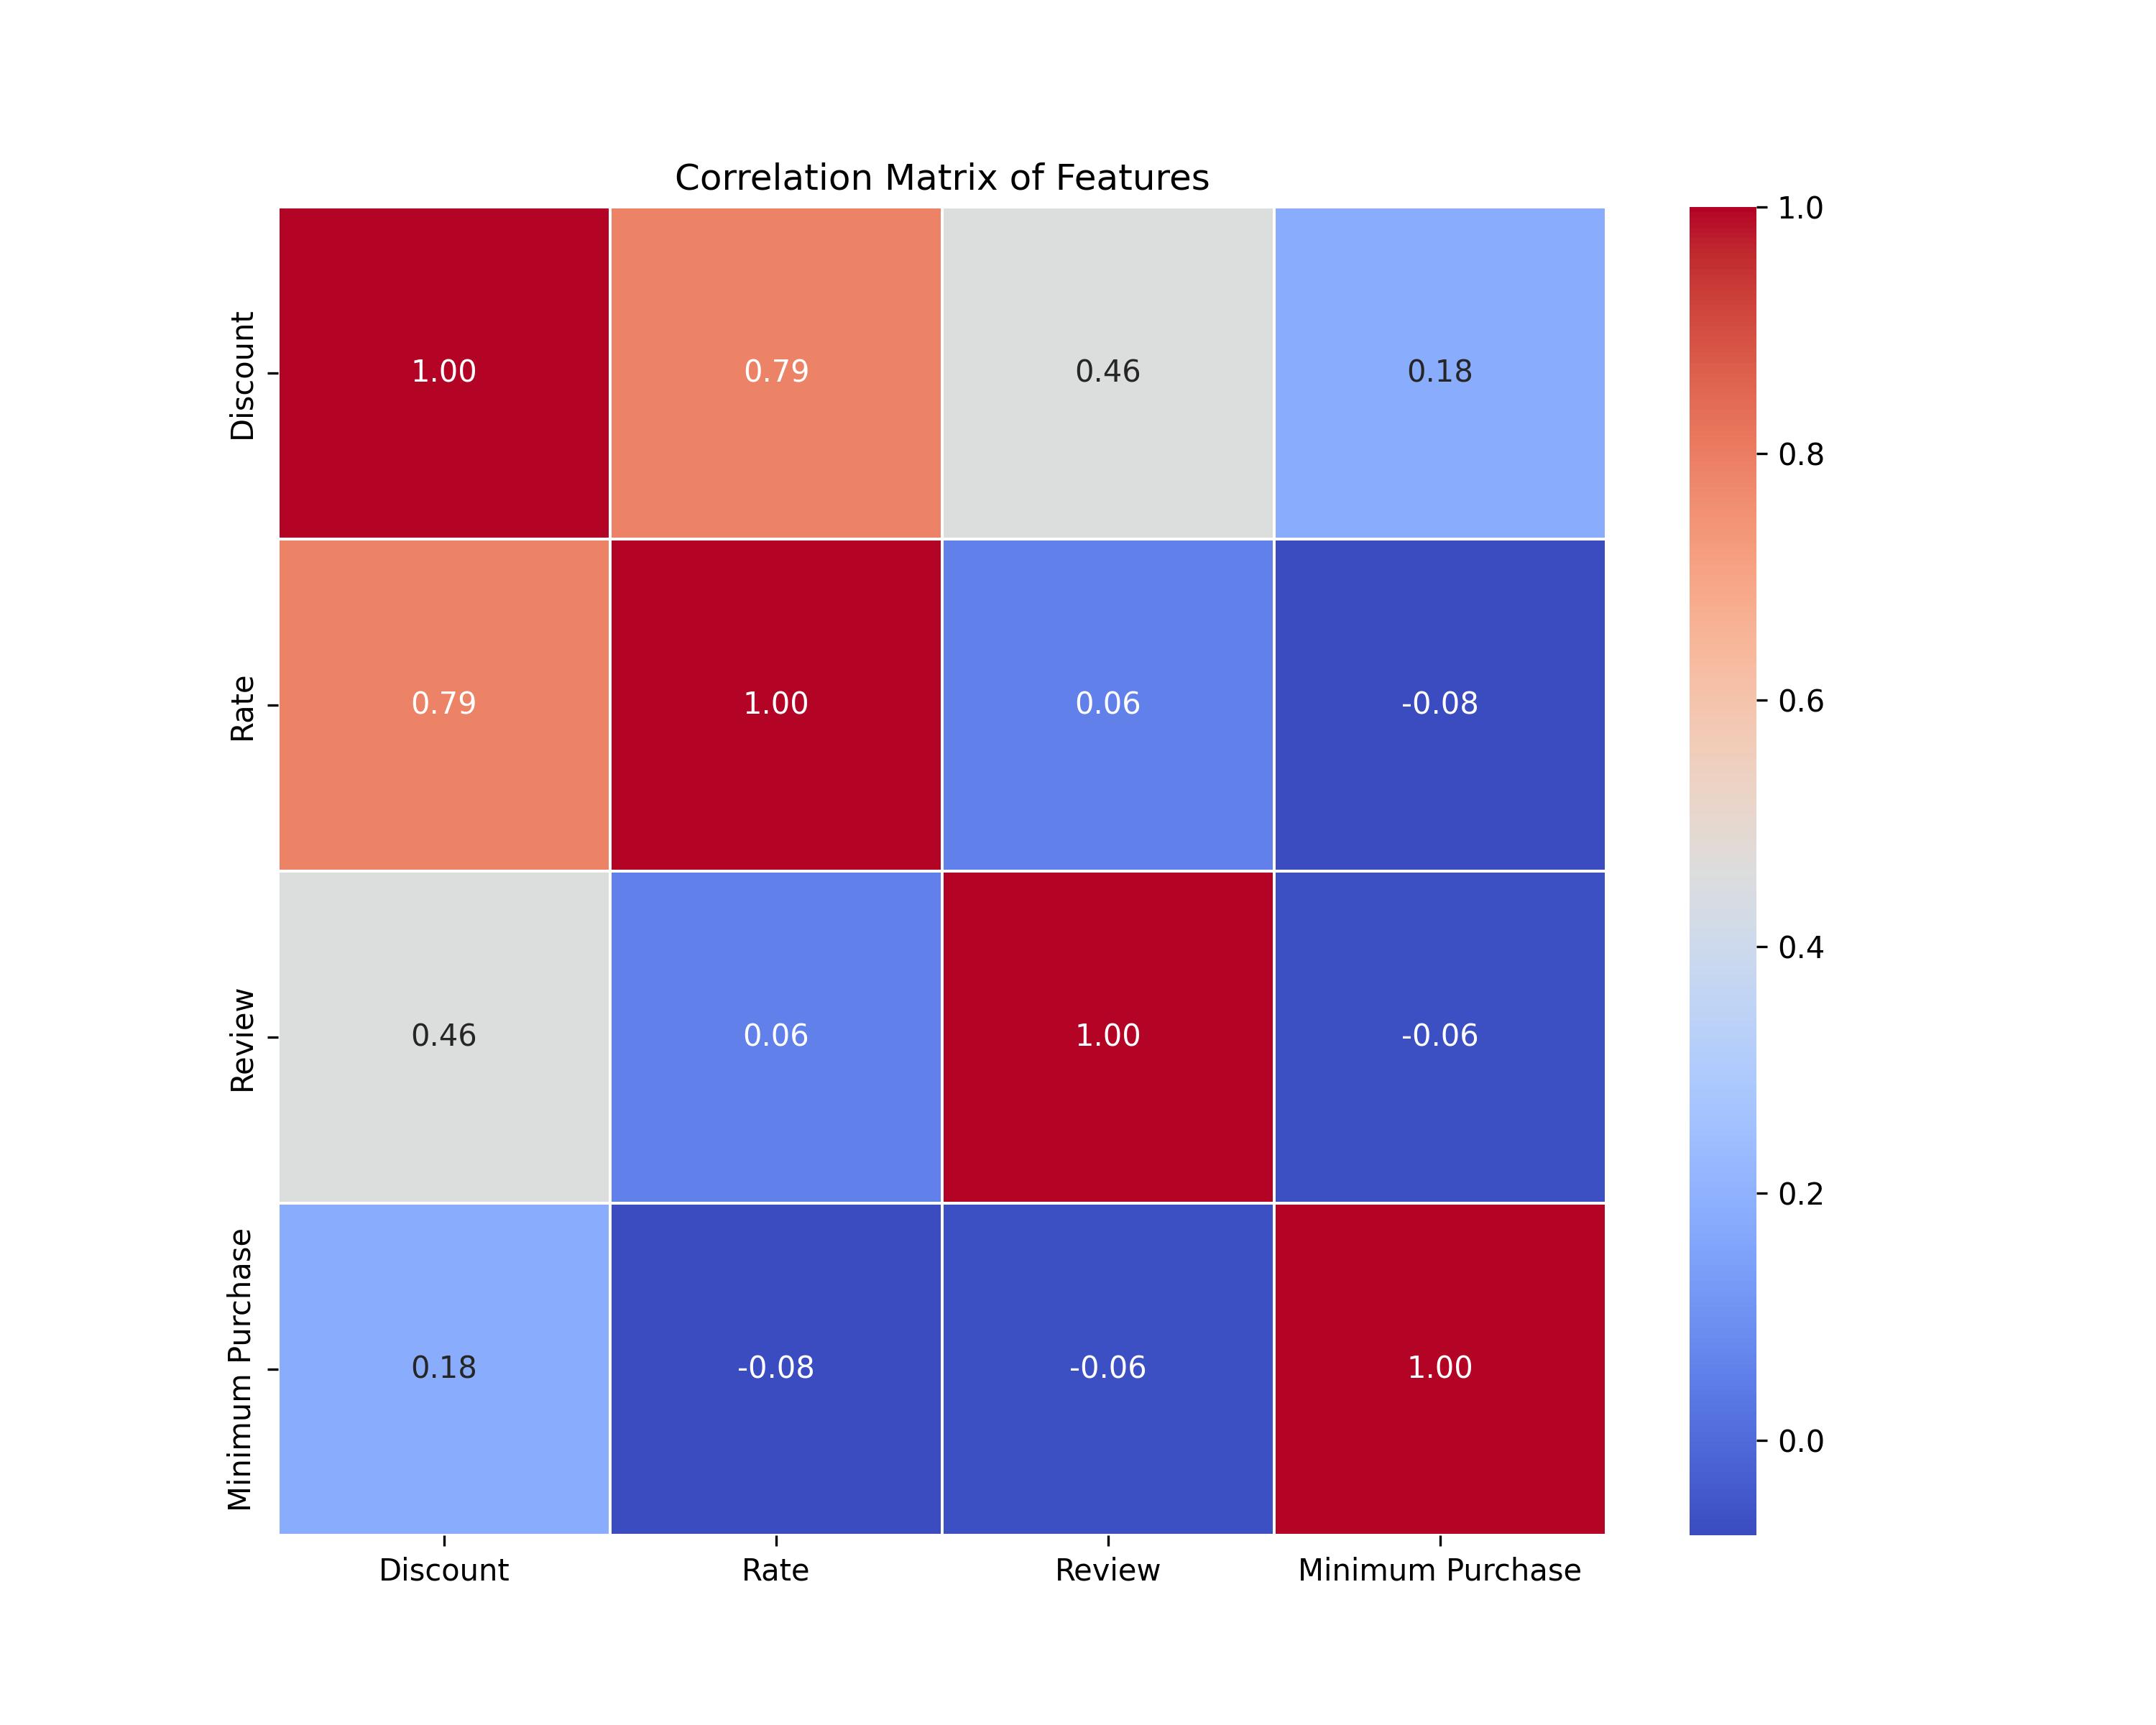 Correlation Matrix of Features
Discount
1.00 0.79 0.46 0.18
Rate
0.79 1.00 0.06 -0.08
Review
0.46 0.06 1.00 -0.06
Minimum Purchase
0.18 -0.08 -0.06 1.00
Discount Rate Review Minimum Purchase
1.0
0.8
0.6
0.4
0.2
0.0